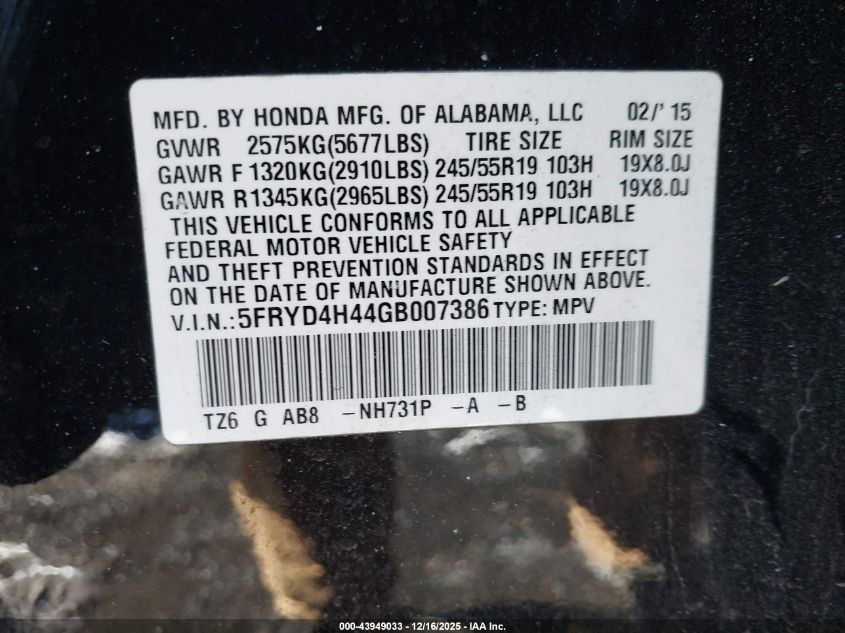 MFD. BY HONDA MFG. OF ALABAMA, LLC 02/' 15
GVWR 2575KG(5677LBS) TIRE SIZE RIM SIZE
GAWR F 1320KG(2910LBS) 245/55R19 103H 19X8.0J
GAWR R1345KG(2965LBS) 245/55R19 103H 19X8.0J
THIS VEHICLE CONFORMS TO ALL APPLICABLE
FEDERAL MOTOR VEHICLE SAFETY
AND THEFT PREVENTION STANDARDS IN EFFECT
ON THE DATE OF MANUFACTURE SHOWN ABOVE.
V.I.N.:5FRYD4H44GB007386 TYPE: MPV
TZ6 G AB8 -NH731P -A -B
000-43949033 - 12/16/2025 - IAA Inc.